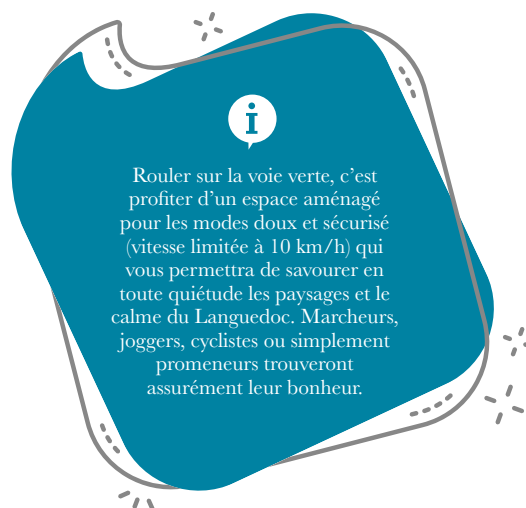 i
Rouler sur la voie verte, c’est
profiter d’un espace aménagé
pour les modes doux et sécurisé
(vitesse limitée à 10 km/h) qui
vous permettra de savourer en
toute quiétude les paysages et le
calme du Languedoc. Marcheurs,
joggers, cyclistes ou simplement
promeneurs trouveront
assurément leur bonheur.